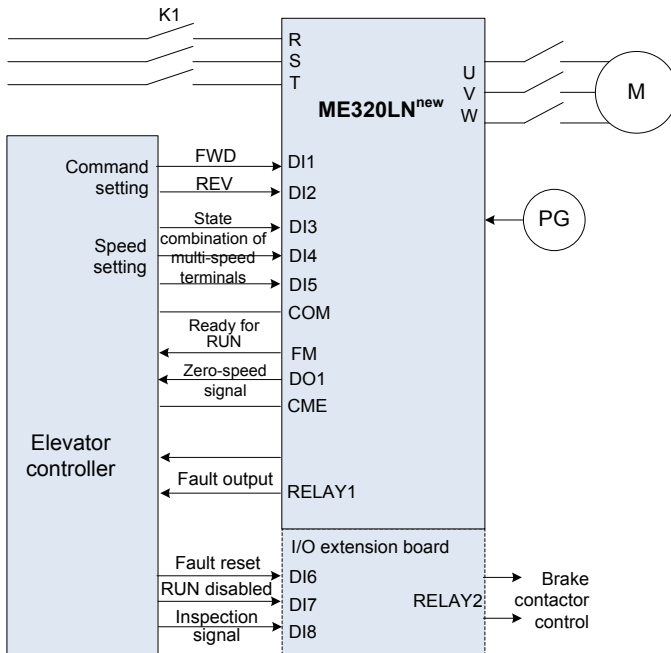 K1
R
S
T
U
V
W
ME320LNnew
M
PG
Command
setting
FWD
DI1
REV
DI2
Speed
setting
State
combination of
multi-speed
terminals
DI3
DI4
DI5
COM
Ready for
RUN
FM
Zero-speed
signal
DO1
CME
Elevator
controller
Fault output
RELAY1
I/O extension board
Fault reset
DI6
RUN disabled
DI7
Inspection
signal
DI8
RELAY2
Brake
contactor
control